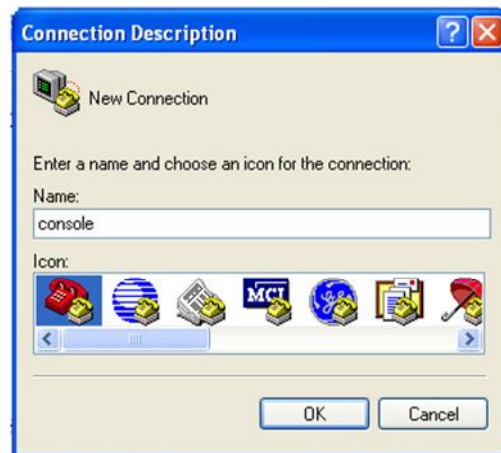 Connection Description
New Connection
Enter a name and choose an icon for the connection:
Name:
console
Icon:
MCI
OK
Cancel